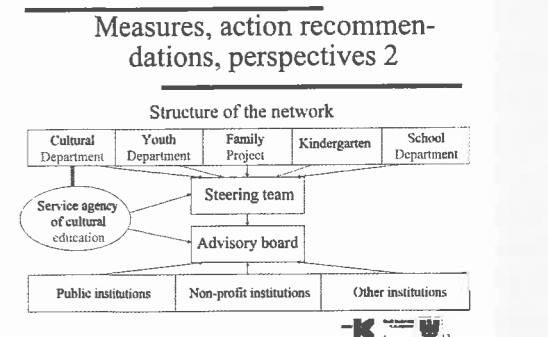 Measures, action recommen-
dations, perspectives 2
Structure of the network
Cultural
Department
Youth
Department
Family
Project
Kindergarten
School
Department
Service agency
of cultural
education
Steering team
Advisory board
Public institutions
Non-profit institutions
Other institutions
K